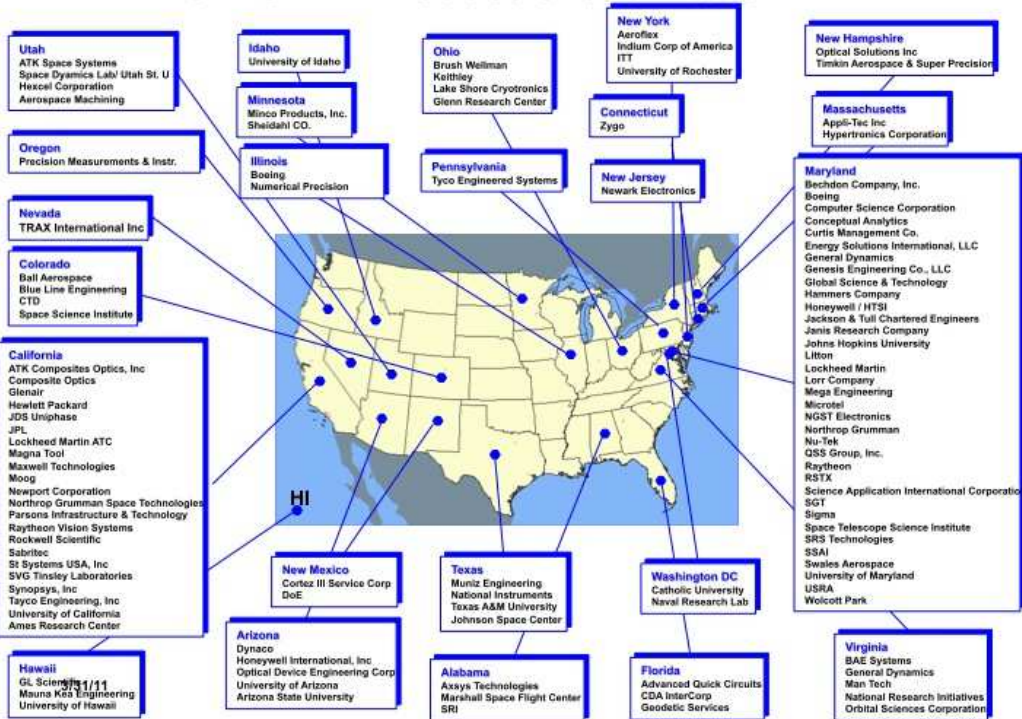 Utah
ATK Space Systems
Space Dyamics Lab/ Utah St. U
Hexcel Corporation
Aerospace Machining
Idaho
University of Idaho
Minnesota
Minco Products, Inc.
Sheidahl CO.
Illinois
Boeing
Numerical Precision
Ohio
Brush Wellman
Keithley
Lake Shore Cryotronics
Glenn Research Center
Pennsylvania
Tyco Engineered Systems
New York
Aeroflex
Indium Corp of America
ITT
University of Rochester
Connecticut
Zygo
New Jersey
Newark Electronics
New Hampshire
Optical Solutions Inc
Timkin Aerospace & Super Precision
Massachusetts
Appli-Tec Inc
Hypertronics Corporation
Oregon
Precision Measurements & Instr.
Nevada
TRAX International Inc
Colorado
Ball Aerospace
Blue Line Engineering
CTD
Space Science Institute
California
ATK Composites Optics, Inc
Composite Optics
Glenair
Hewlett Packard
JDS Uniphase
JPL
Lockheed Martin ATC
Magna Tool
Maxwell Technologies
Moog
Newport Corporation
Northrop Grumman Space Technologies
Parsons Infrastructure & Technology
Raytheon Vision Systems
Rockwell Scientific
Sabritec
St Systems USA, Inc
SVG Tinsley Laboratories
Synopsys, Inc
Tayco Engineering, Inc
University of California
Ames Research Center
Hawaii
GL Scientific
Mauna Kea Engineering
University of Hawaii
3/31/11
HI
New Mexico
Cortez III Service Corp
DoE
Arizona
Dynaco
Honeywell International, Inc
Optical Device Engineering Corp
University of Arizona
Arizona State University
Texas
Muniz Engineering
National Instruments
Texas A&M University
Johnson Space Center
Alabama
Axsys Technologies
Marshall Space Flight Center
SRI
Washington DC
Catholic University
Naval Research Lab
Florida
Advanced Quick Circuits
CDA InterCorp
Geodetic Services
Maryland
Bechdon Company, Inc.
Boeing
Computer Science Corporation
Conceptual Analytics
Curtis Management Co.
Energy Solutions International, LLC
General Dynamics
Genesis Engineering Co., LLC
Global Science & Technology
Hammers Company
Honeywell / HTSI
Jackson & Tull Chartered Engineers
Janis Research Company
Johns Hopkins University
Litton
Lockheed Martin
Lorr Company
Mega Engineering
Microtel
NGST Electronics
Northrop Grumman
Nu-Tek
QSS Group, Inc.
Raytheon
RSTX
Science Application International Corporatio
SGT
Sigma
Space Telescope Science Institute
SRS Technologies
SSAI
Swales Aerospace
University of Maryland
USRA
Wolcott Park
Virginia
BAE Systems
General Dynamics
Man Tech
National Research Initiatives
Orbital Sciences Corporation